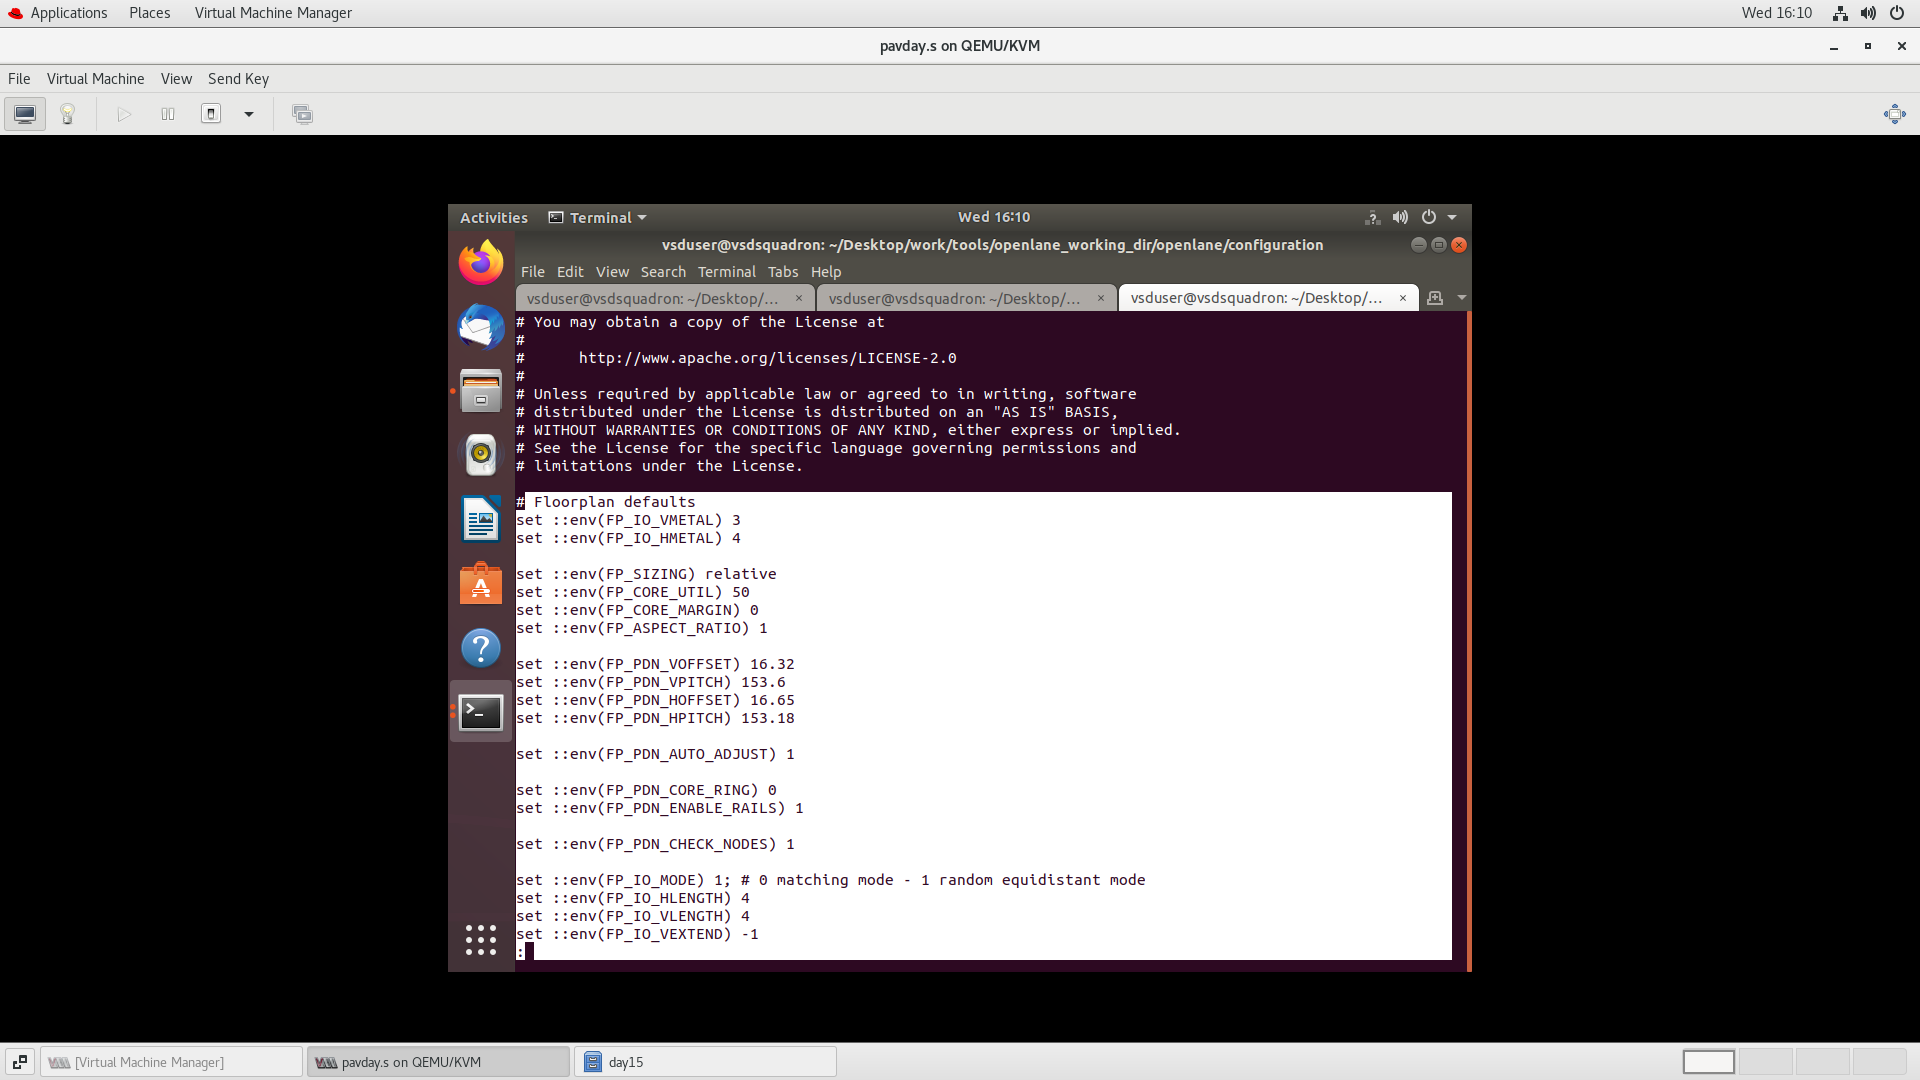 Applications Places Virtual Machine Manager Wed 16:10
pavday.s on QEMU/KVM
File Virtual Machine View Send Key
Activities Terminal Wed 16:10
vsduser@vsdsquadron: ~/Desktop/work/tools/openlane_working_dir/openlane/configuration
File Edit View Search Terminal Tabs Help
vsduser@vsdsquadron: ~/Desktop/... × vsduser@vsdsquadron: ~/Desktop/... × vsduser@vsdsquadron: ~/Desktop/... ×
# You may obtain a copy of the License at
#
#      http://www.apache.org/licenses/LICENSE-2.0
#
# Unless required by applicable law or agreed to in writing, software
# distributed under the License is distributed on an "AS IS" BASIS,
# WITHOUT WARRANTIES OR CONDITIONS OF ANY KIND, either express or implied.
# See the License for the specific language governing permissions and
# limitations under the License.
# Floorplan defaults
set ::env(FP_IO_VMETAL) 3
set ::env(FP_IO_HMETAL) 4
set ::env(FP_SIZING) relative
set ::env(FP_CORE_UTIL) 50
set ::env(FP_CORE_MARGIN) 0
set ::env(FP_ASPECT_RATIO) 1
set ::env(FP_PDN_VOFFSET) 16.32
set ::env(FP_PDN_VPITCH) 153.6
set ::env(FP_PDN_HOFFSET) 16.65
set ::env(FP_PDN_HPITCH) 153.18
set ::env(FP_PDN_AUTO_ADJUST) 1
set ::env(FP_PDN_CORE_RING) 0
set ::env(FP_PDN_ENABLE_RAILS) 1
set ::env(FP_PDN_CHECK_NODES) 1
set ::env(FP_IO_MODE) 1; # 0 matching mode - 1 random equidistant mode
set ::env(FP_IO_HLENGTH) 4
set ::env(FP_IO_VLENGTH) 4
set ::env(FP_IO_VEXTEND) -1
:
[Virtual Machine Manager] pavday.s on QEMU/KVM day15